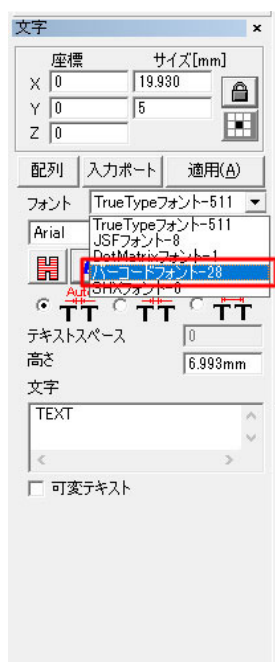 文字 ×
座標 サイズ[mm]
X 0 19.930
Y 0 5
Z 0
配列 入力ポート 適用(A)
フォント TrueTypeフォント-511
Arial TrueTypeフォント-511
JSFフォント-8
DotMatrixフォント-1
バーコードフォント-28
SHXフォント-0
Auto
TT TT TT
テキストスペース 0
高さ 6.993mm
文字
TEXT
可変テキスト